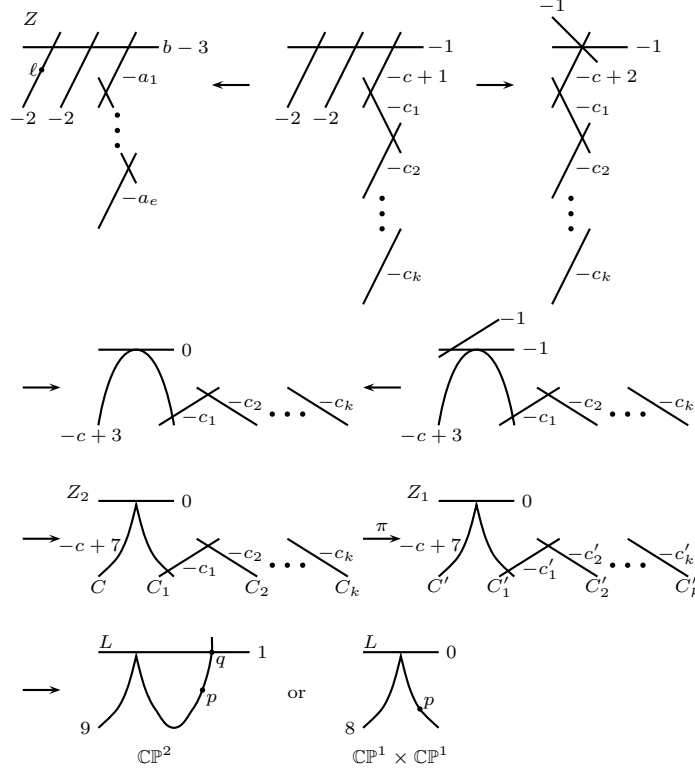 −1
Z
b − 3
−1
−1
ℓ
−a₁
−c + 1
−c + 2
−c₁
−c₁
−2 −2
−2 −2
−c₂
−c₂
−aₑ
−cₖ
−cₖ
−1
0
−1
−c₁
−c₂
−cₖ
−c₁
−c₂
−cₖ
−c + 3
−c + 3
Z₂
0
Z₁
0
π
−c + 7
−c₁
−c₂
−cₖ
−c + 7
−c′₁
−c′₂
−c′ₖ
C
C₁
C₂
Cₖ
C′
C′₁
C′₂
C′ₖ
L
1
L
0
q
p
or
p
9
8
ℂℙ²
ℂℙ¹ × ℂℙ¹